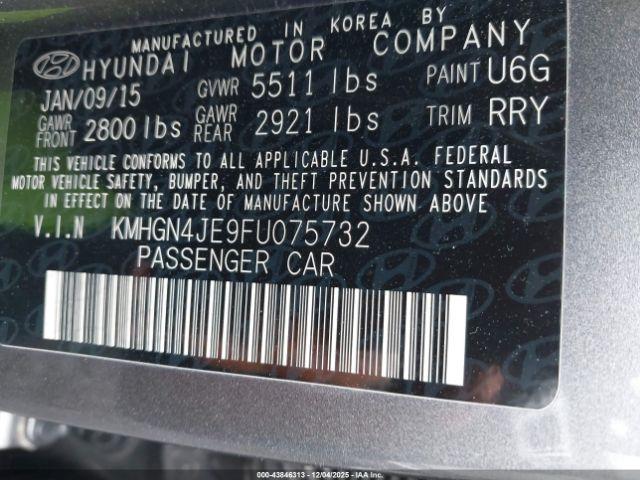 MANUFACTURED IN KOREA BY
HYUNDAI MOTOR COMPANY
JAN/09/15 GVWR 5511 lbs PAINT U6G
GAWR FRONT 2800 lbs GAWR REAR 2921 lbs TRIM RRY
THIS VEHICLE CONFORMS TO ALL APPLICABLE U.S.A. FEDERAL
MOTOR VEHICLE SAFETY, BUMPER, AND THEFT PREVENTION STANDARDS
IN EFFECT ON THE DATE OF MANUFACTURE SHOWN ABOVE
V.I.N KMHGN4JE9FU075732
PASSENGER CAR
000-43846313 - 12/04/2025 - IAAI.com